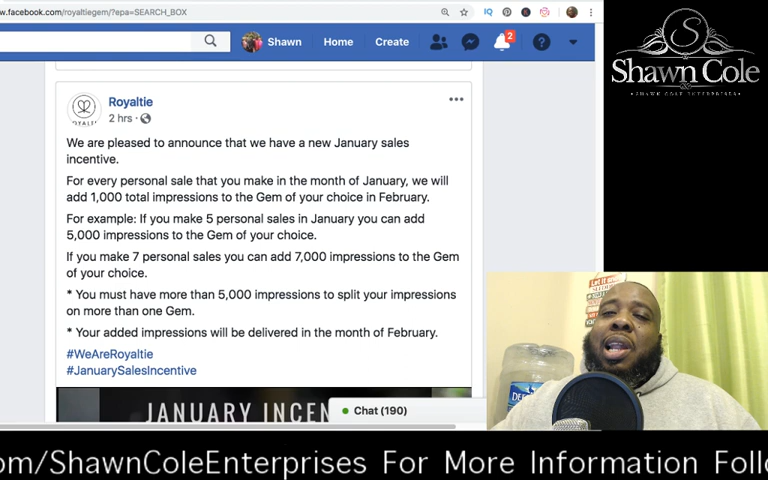 w.facebook.com/royaltiegem/?epa=SEARCH_BOX
IQ
Shawn
Home
Create
2
Royaltie
2 hrs ·
We are pleased to announce that we have a new January sales
incentive.
For every personal sale that you make in the month of January, we will
add 1,000 total impressions to the Gem of your choice in February.
For example: If you make 5 personal sales in January you can add
5,000 impressions to the Gem of your choice.
If you make 7 personal sales you can add 7,000 impressions to the Gem
of your choice.
* You must have more than 5,000 impressions to split your impressions
on more than one Gem.
* Your added impressions will be delivered in the month of February.
#WeAreRoyaltie
#JanuarySalesIncentive
JANUARY INCEN
Chat (190)
S
Shawn Cole
SHAWN COLE ENTERPRISES
om/ShawnColeEnterprises For More Information Follo